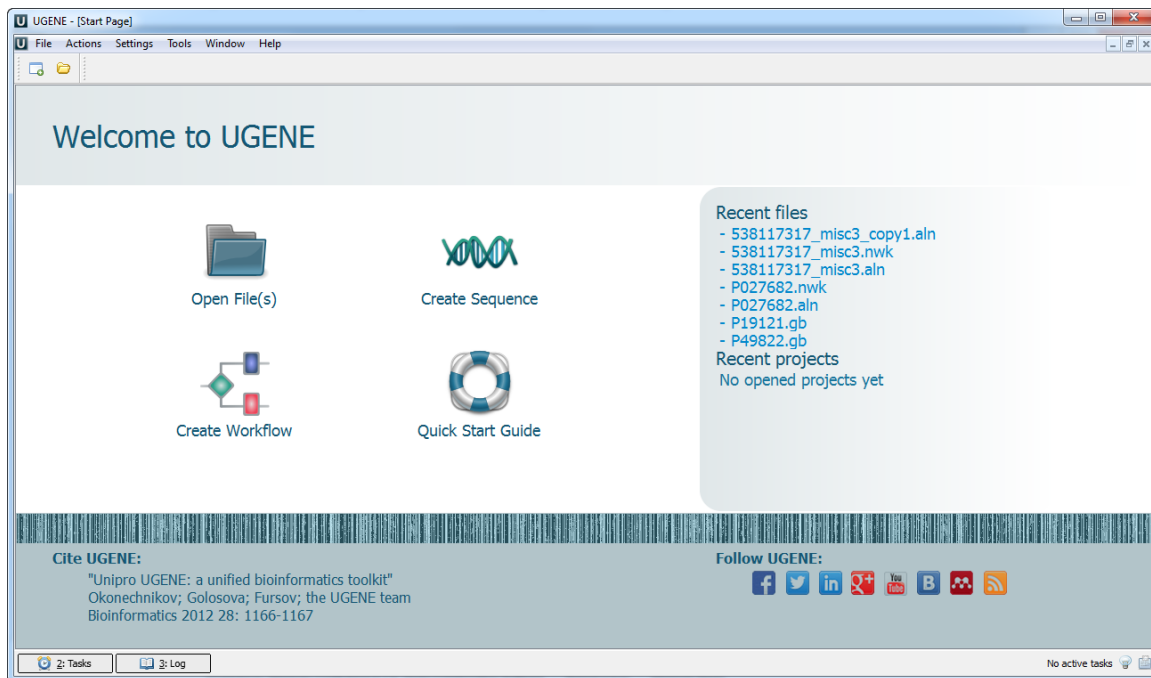 UGENE - [Start Page]
File Actions Settings Tools Window Help
Welcome to UGENE
Open File(s)
Create Sequence
Create Workflow
Quick Start Guide
Recent files
- 538117317_misc3_copy1.aln
- 538117317_misc3.nwk
- 538117317_misc3.aln
- P027682.nwk
- P027682.aln
- P19121.gb
- P49822.gb
Recent projects
No opened projects yet
Cite UGENE:
"Unipro UGENE: a unified bioinformatics toolkit"
Okonechnikov; Golosova; Fursov; the UGENE team
Bioinformatics 2012 28: 1166-1167
Follow UGENE:
f in g+ You Tube B
2: Tasks 3: Log
No active tasks